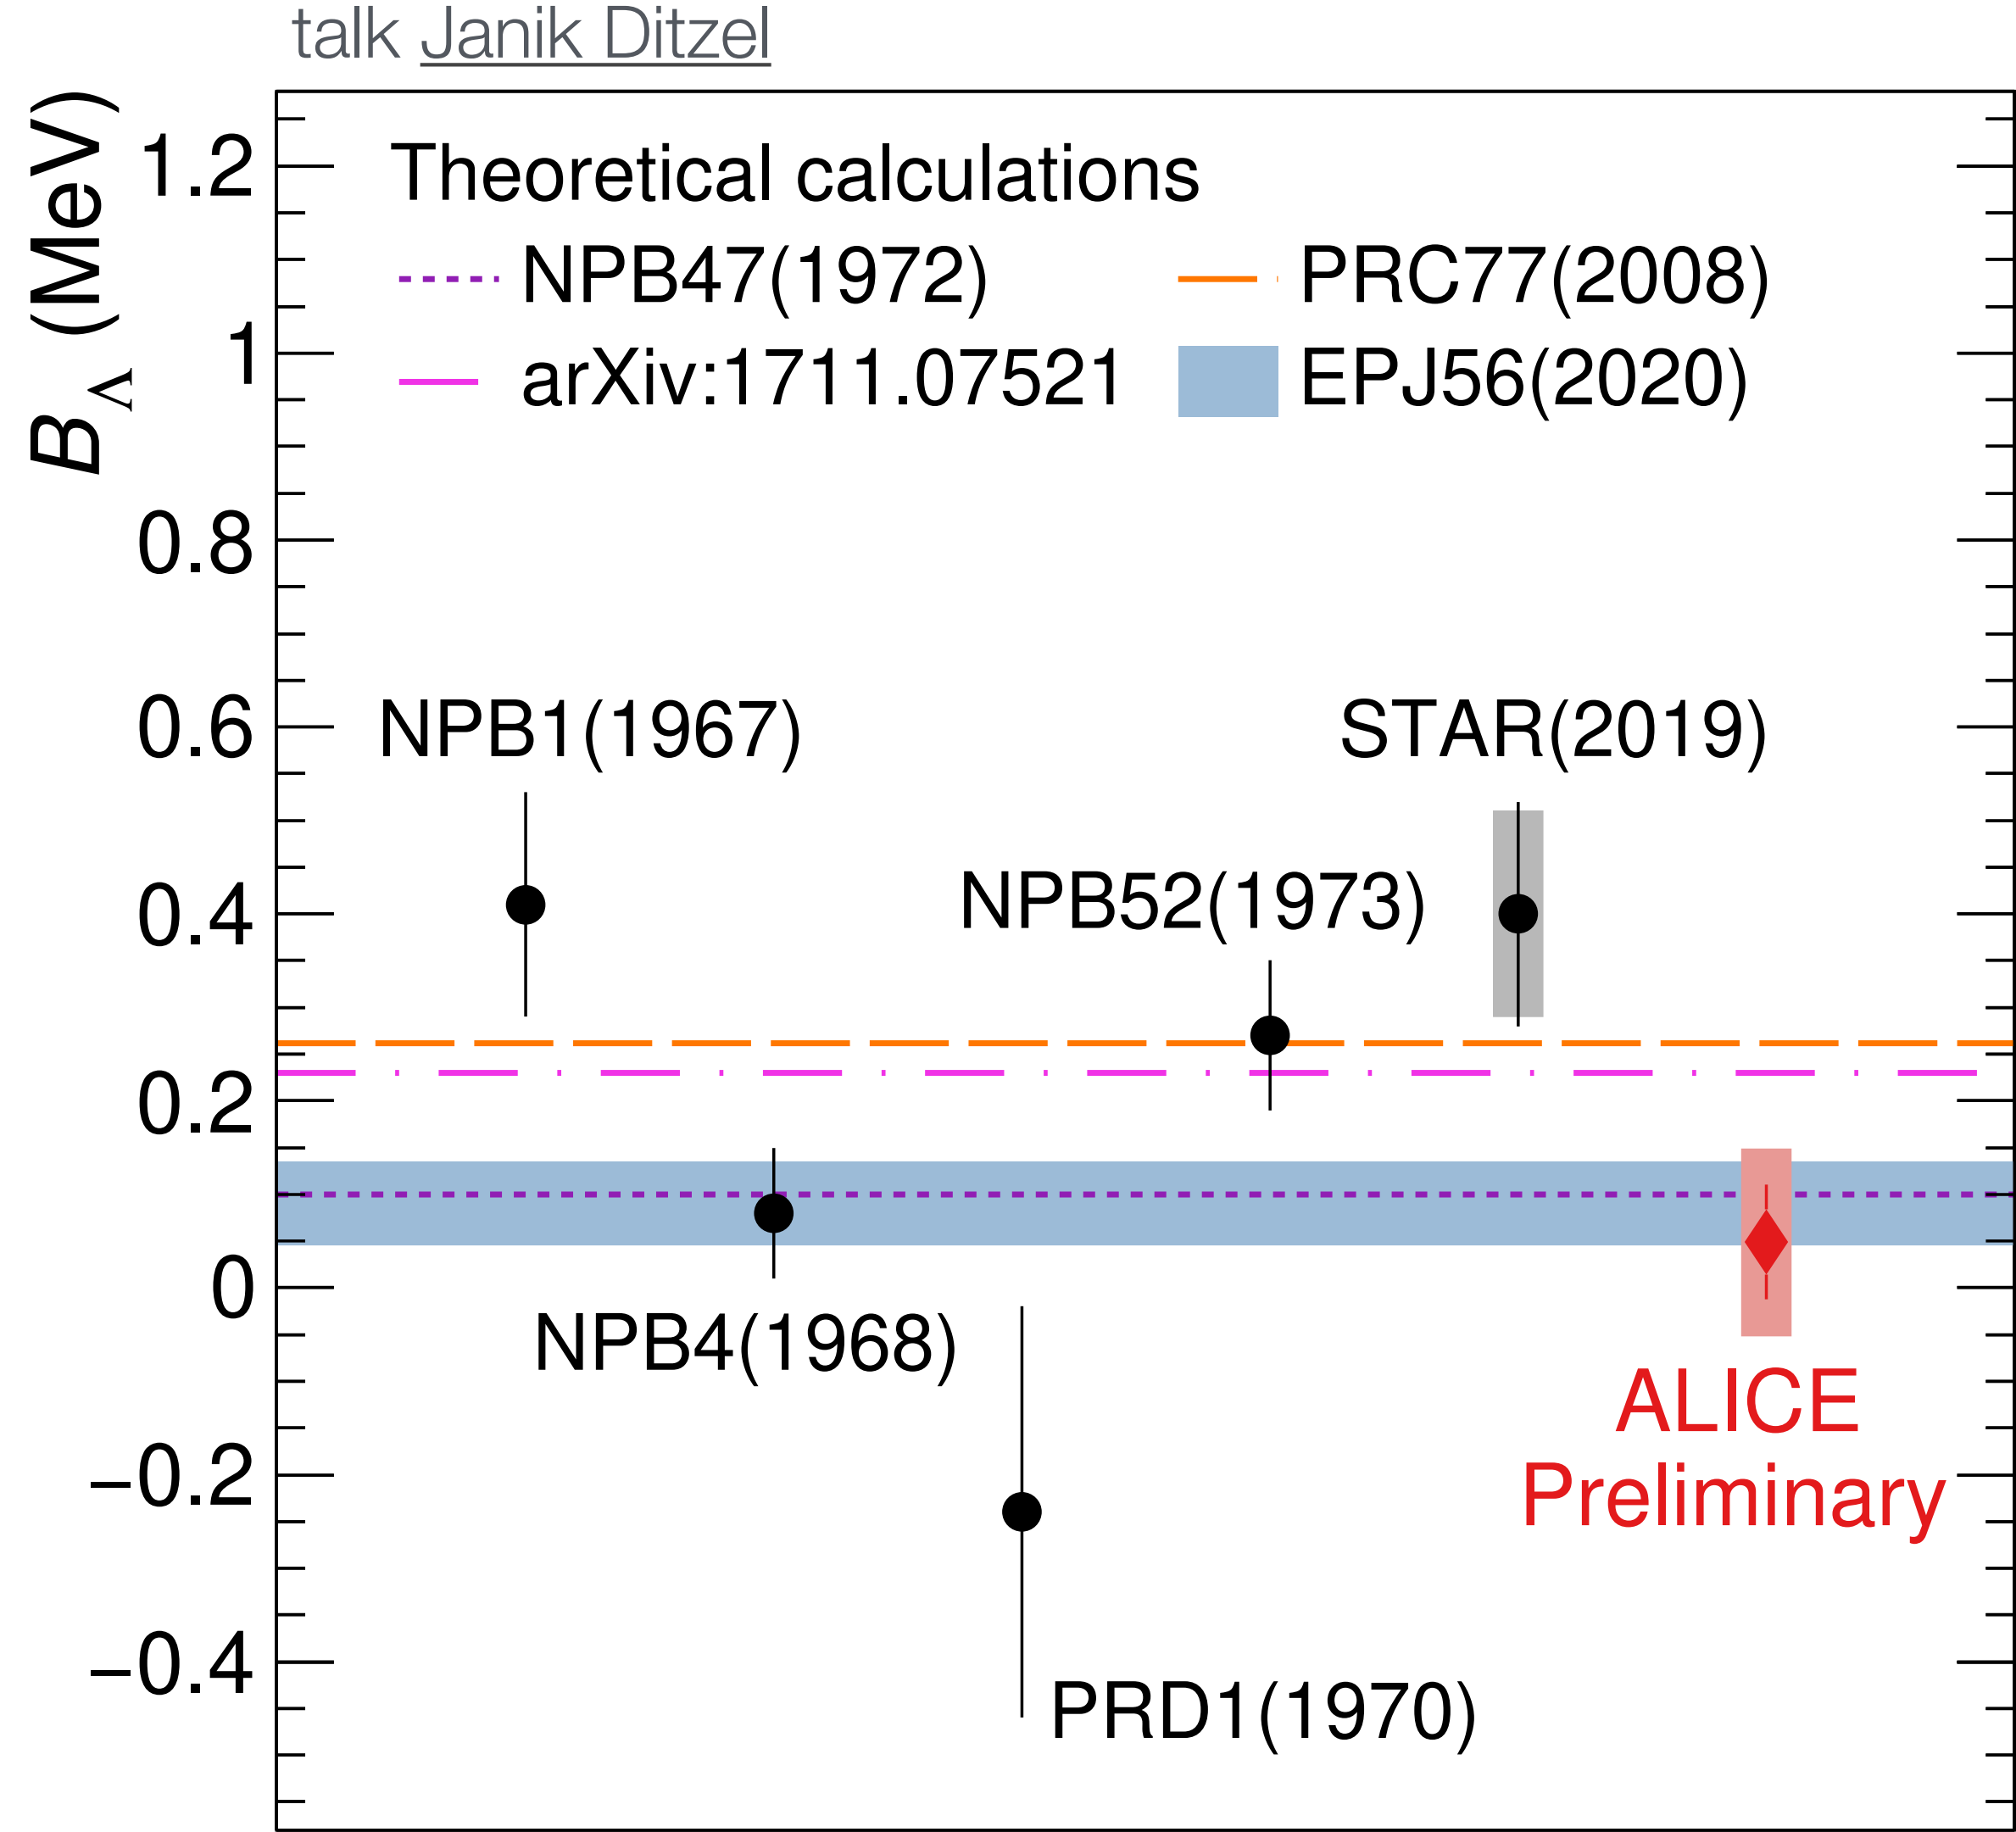 talk Janik Ditzel
B_Λ (MeV)
1.2
1
0.8
0.6
0.4
0.2
0
−0.2
−0.4
Theoretical calculations
NPB47(1972) PRC77(2008)
arXiv:1711.07521 EPJ56(2020)
NPB1(1967) STAR(2019)
NPB52(1973)
NPB4(1968)
ALICE
Preliminary
PRD1(1970)